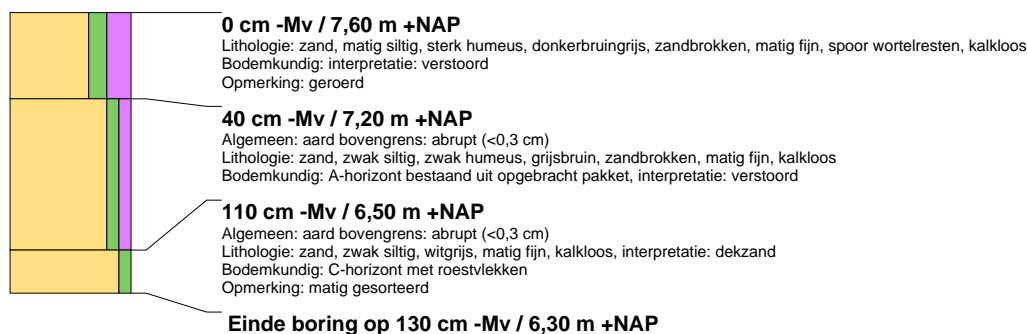 0 cm -Mv / 7,60 m +NAP
Lithologie: zand, matig siltig, sterk humeus, donkerbruingrijs, zandbrokken, matig fijn, spoor wortelresten, kalkloos
Bodemkundig: interpretatie: verstoord
Opmerking: geroerd
40 cm -Mv / 7,20 m +NAP
Algemeen: aard bovengrens: abrupt (<0,3 cm)
Lithologie: zand, zwak siltig, zwak humeus, grijsbruin, zandbrokken, matig fijn, kalkloos
Bodemkundig: A-horizont bestaand uit opgebracht pakket, interpretatie: verstoord
110 cm -Mv / 6,50 m +NAP
Algemeen: aard bovengrens: abrupt (<0,3 cm)
Lithologie: zand, zwak siltig, witgrijs, matig fijn, kalkloos, interpretatie: dekzand
Bodemkundig: C-horizont met roestvlekken
Opmerking: matig gesorteerd
Einde boring op 130 cm -Mv / 6,30 m +NAP